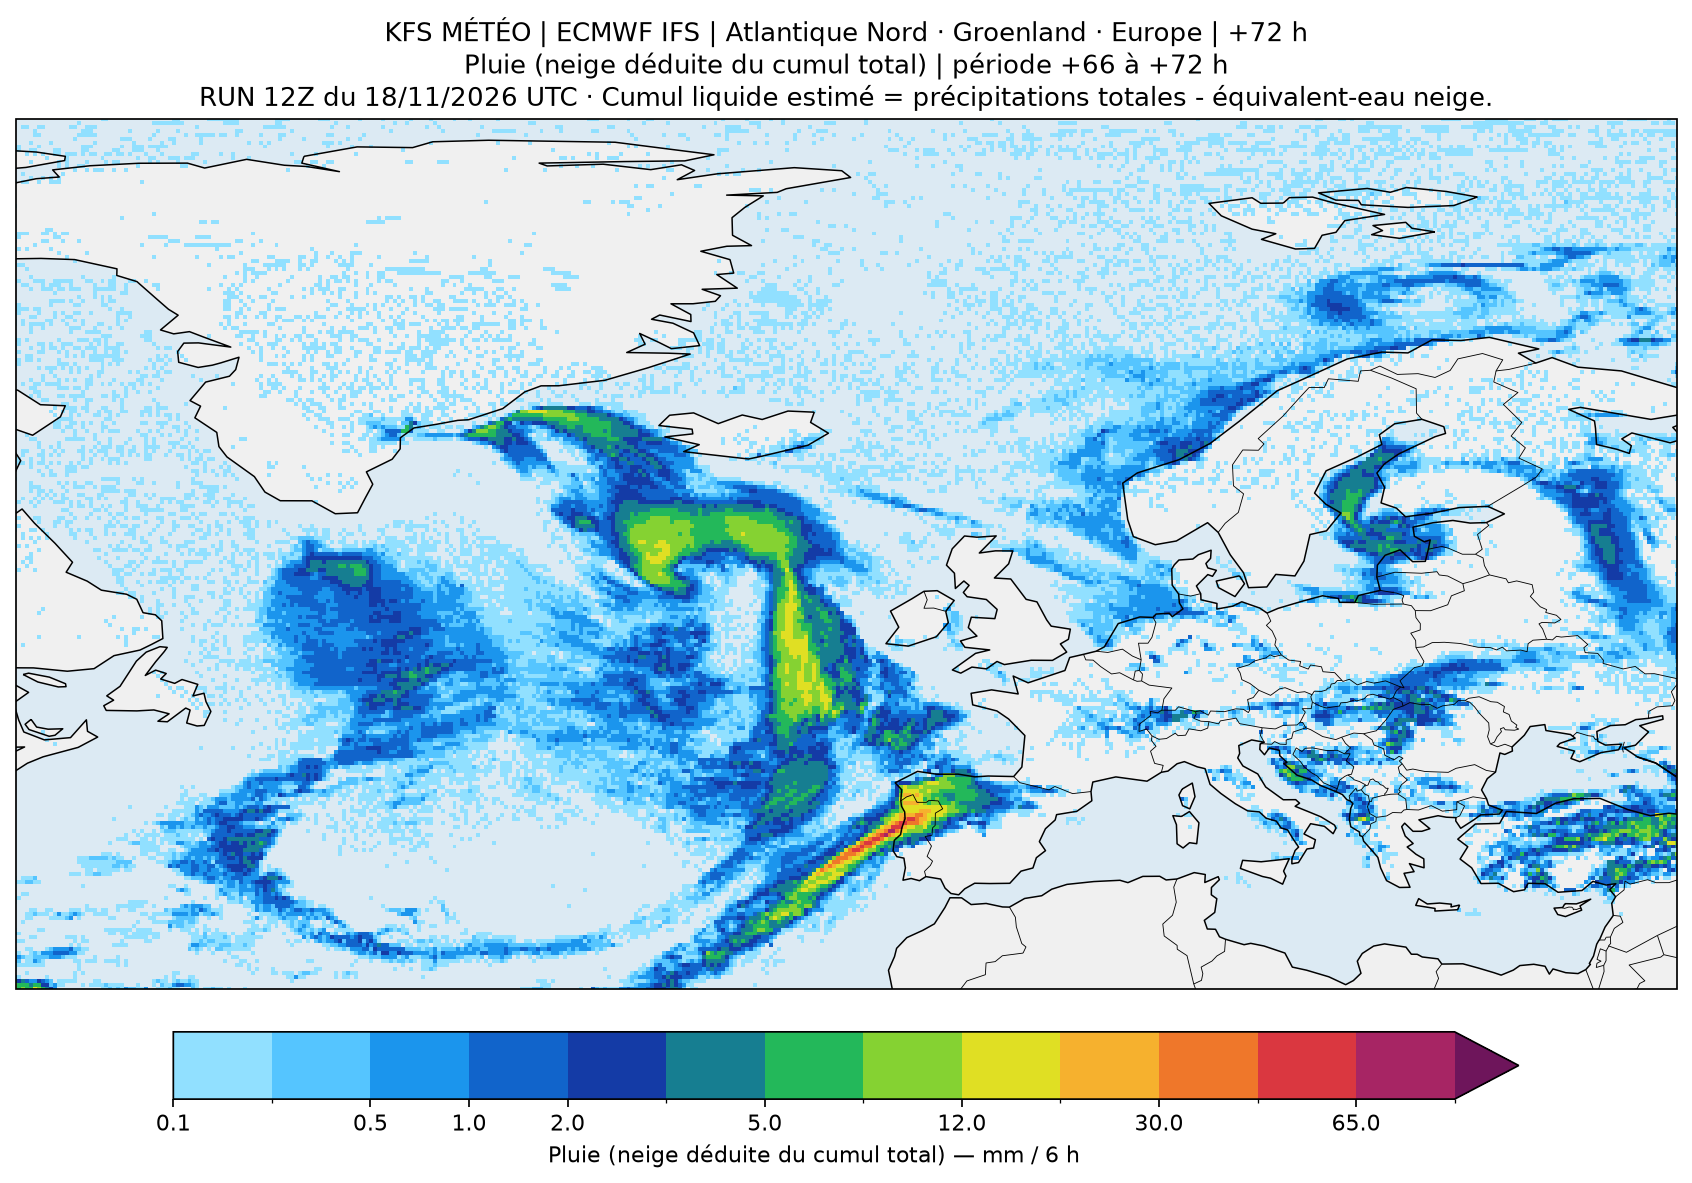 KFS MÉTÉO | ECMWF IFS | Atlantique Nord · Groenland · Europe | +72 h
Pluie (neige déduite du cumul total) | période +66 à +72 h
RUN 12Z du 18/11/2026 UTC · Cumul liquide estimé = précipitations totales - équivalent-eau neige.
0.1 0.5 1.0 2.0 5.0 12.0 30.0 65.0
Pluie (neige déduite du cumul total) — mm / 6 h